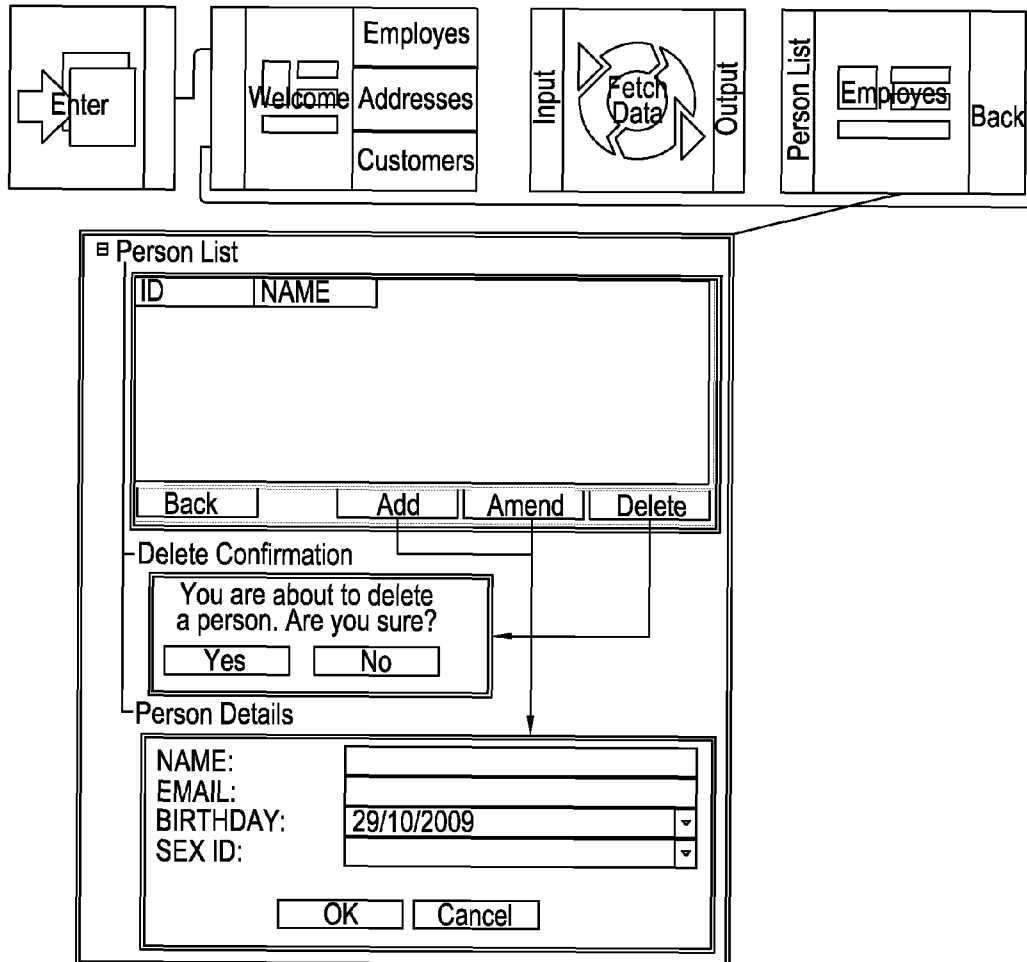 Enter
Welcome
Employes
Addresses
Customers
Input
Fetch
Data
Output
Person List
Employes
Back
Person List
ID NAME
Back Add Amend Delete
Delete Confirmation
You are about to delete
a person. Are you sure?
Yes No
Person Details
NAME:
EMAIL:
BIRTHDAY: 29/10/2009
SEX ID:
OK Cancel